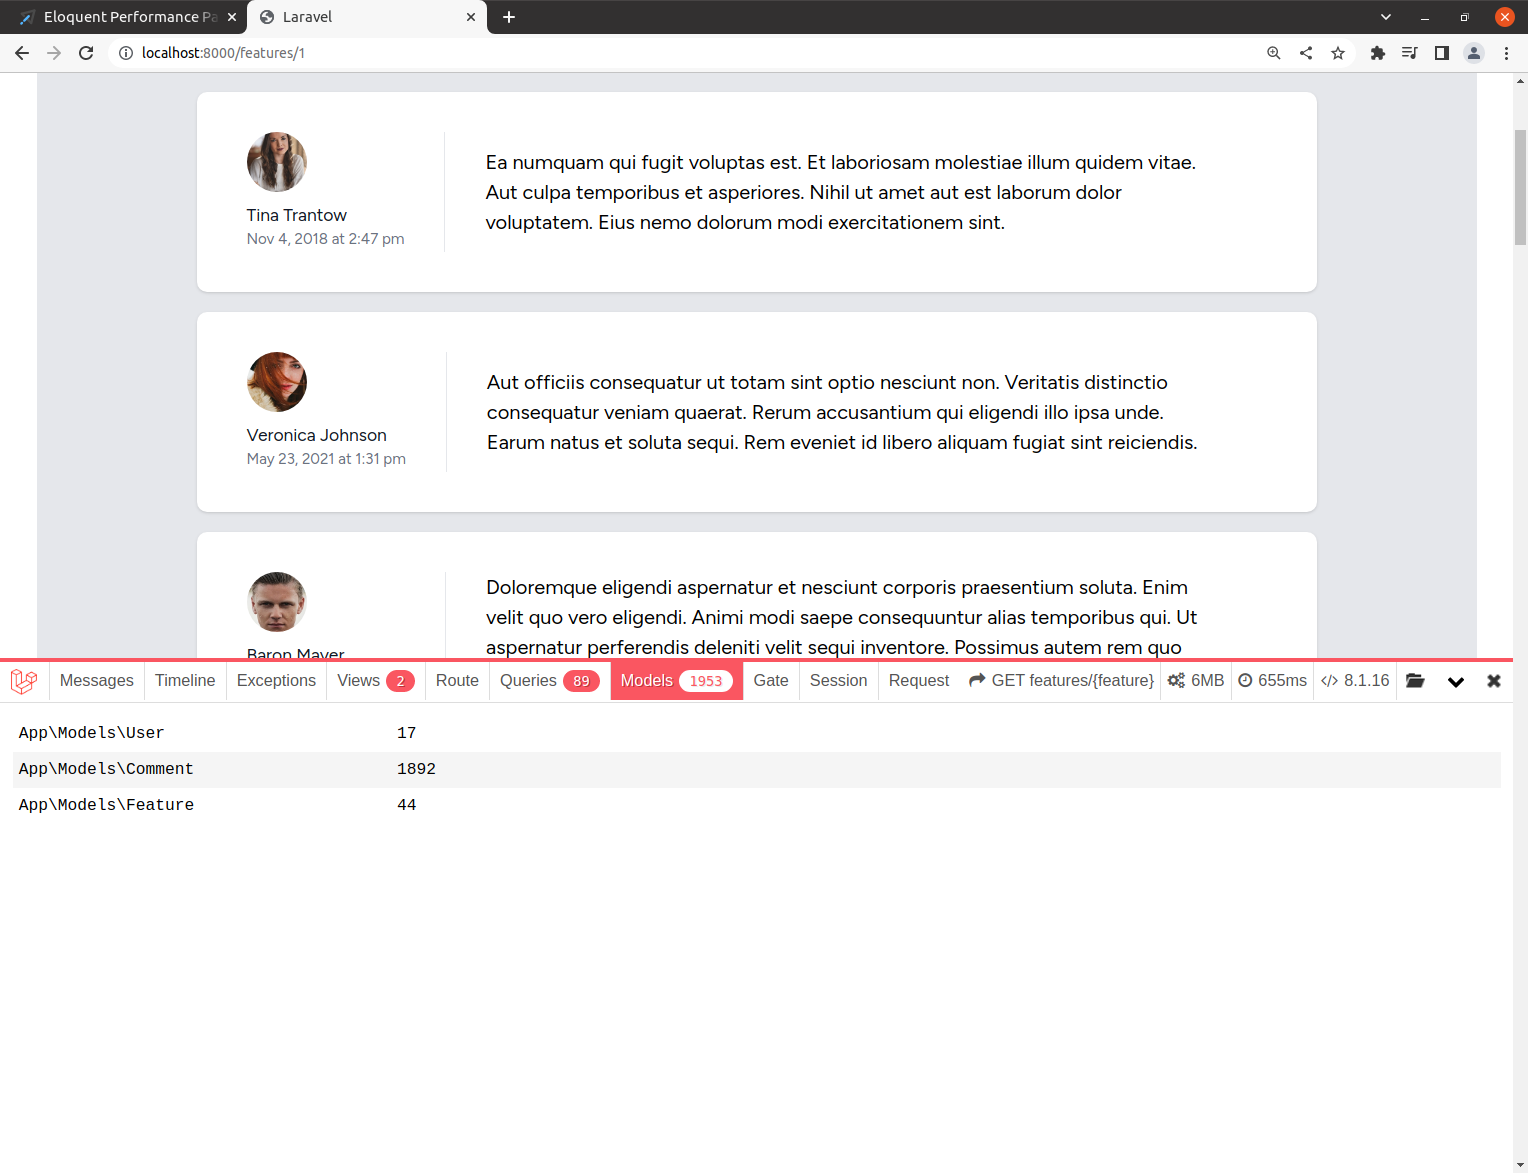 Eloquent Performance Pa
Laravel
localhost:8000/features/1
Tina Trantow
Nov 4, 2018 at 2:47 pm
Ea numquam qui fugit voluptas est. Et laboriosam molestiae illum quidem vitae.
Aut culpa temporibus et asperiores. Nihil ut amet aut est laborum dolor
voluptatem. Eius nemo dolorum modi exercitationem sint.
Veronica Johnson
May 23, 2021 at 1:31 pm
Aut officiis consequatur ut totam sint optio nesciunt non. Veritatis distinctio
consequatur veniam quaerat. Rerum accusantium qui eligendi illo ipsa unde.
Earum natus et soluta sequi. Rem eveniet id libero aliquam fugiat sint reiciendis.
Baron Mayer
Doloremque eligendi aspernatur et nesciunt corporis praesentium soluta. Enim
velit quo vero eligendi. Animi modi saepe consequuntur alias temporibus qui. Ut
aspernatur perferendis deleniti velit sequi inventore. Possimus autem rem quo
Messages Timeline Exceptions Views 2 Route Queries 89 Models 1953 Gate Session Request GET features/{feature} 6MB 655ms </> 8.1.16
App\Models\User 17
App\Models\Comment 1892
App\Models\Feature 44